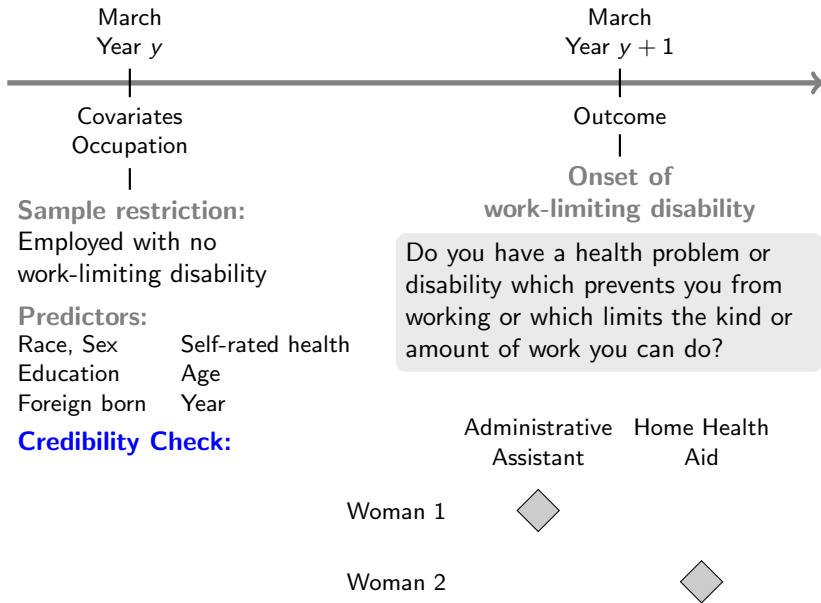 March
Year y
March
Year y + 1
Covariates
Occupation
Outcome
Sample restriction:
Employed with no
work-limiting disability
Predictors:
Race, Sex Self-rated health
Education Age
Foreign born Year
Onset of
work-limiting disability
Do you have a health problem or
disability which prevents you from
working or which limits the kind or
amount of work you can do?
Credibility Check:
Administrative
Assistant
Home Health
Aid
Woman 1
Woman 2